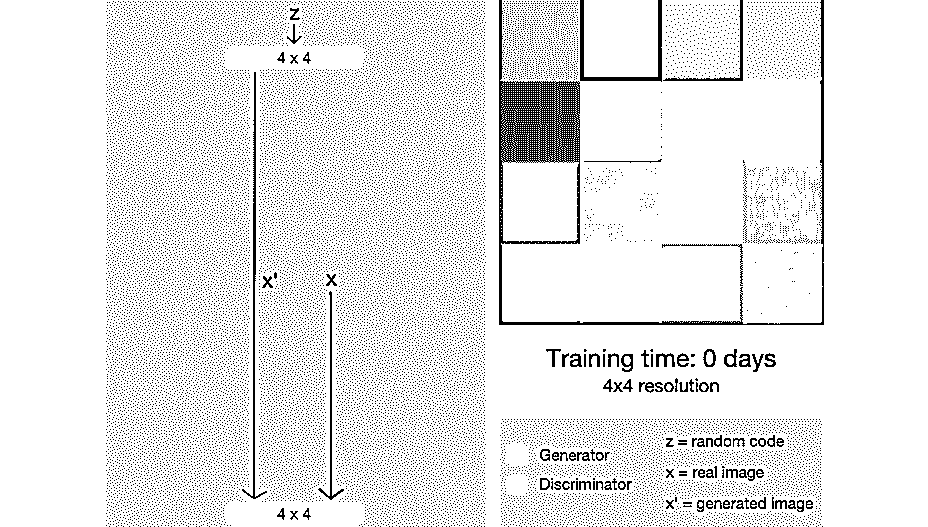 z
4 x 4
x'
x
4 x 4
Training time: 0 days
4x4 resolution
Generator
Discriminator
z = random code
x = real image
x' = generated image